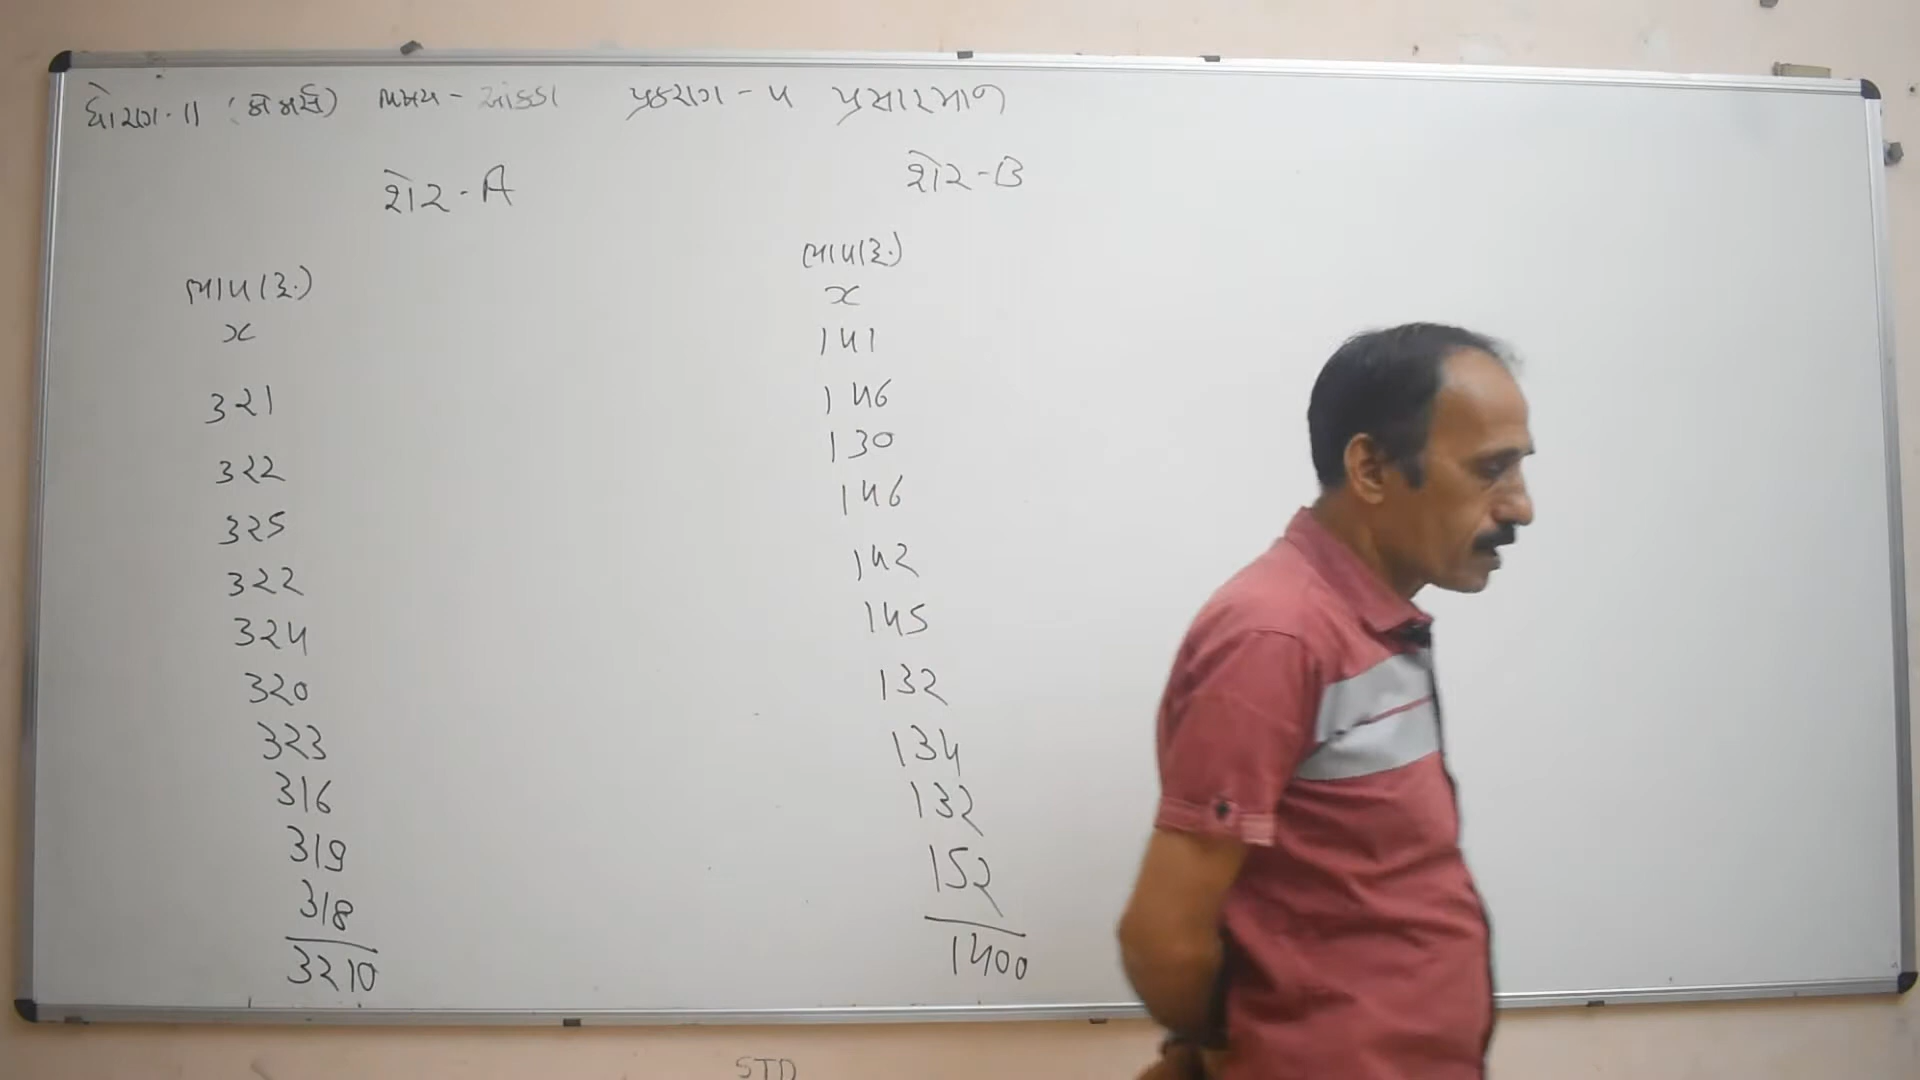 ધોરણ-11 (કોમર્સ) વિષય - આંકડા પ્રકરણ - 4 પ્રસારમાન
શેર - A
શેર - B
ભાવ(રૂ.)
x
321
322
325
322
324
320
323
316
319
318
3210
ભાવ(રૂ.)
x
141
146
130
146
142
145
132
134
132
152
1400
STD